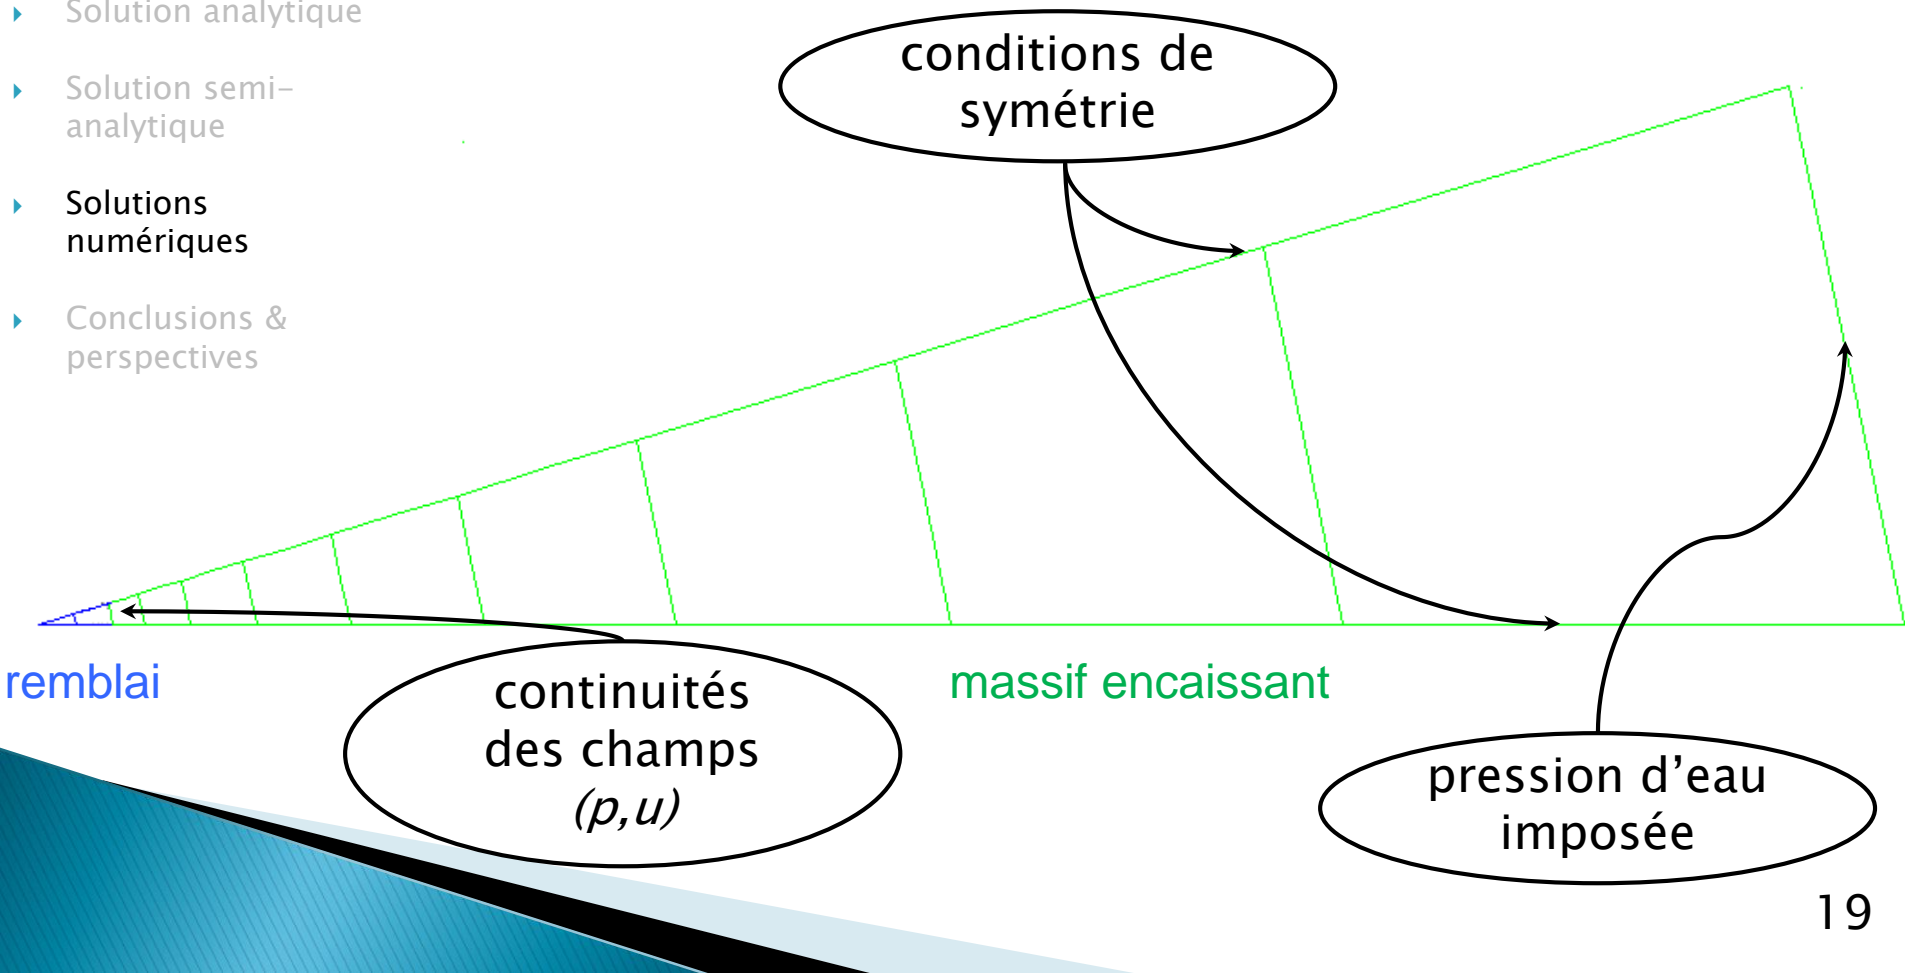 Solution analytique
Solution semi-
analytique
Solutions
numériques
Conclusions &
perspectives
conditions de
symétrie
remblai
continuités
des champs
(p,u)
massif encaissant
pression d’eau
imposée
19